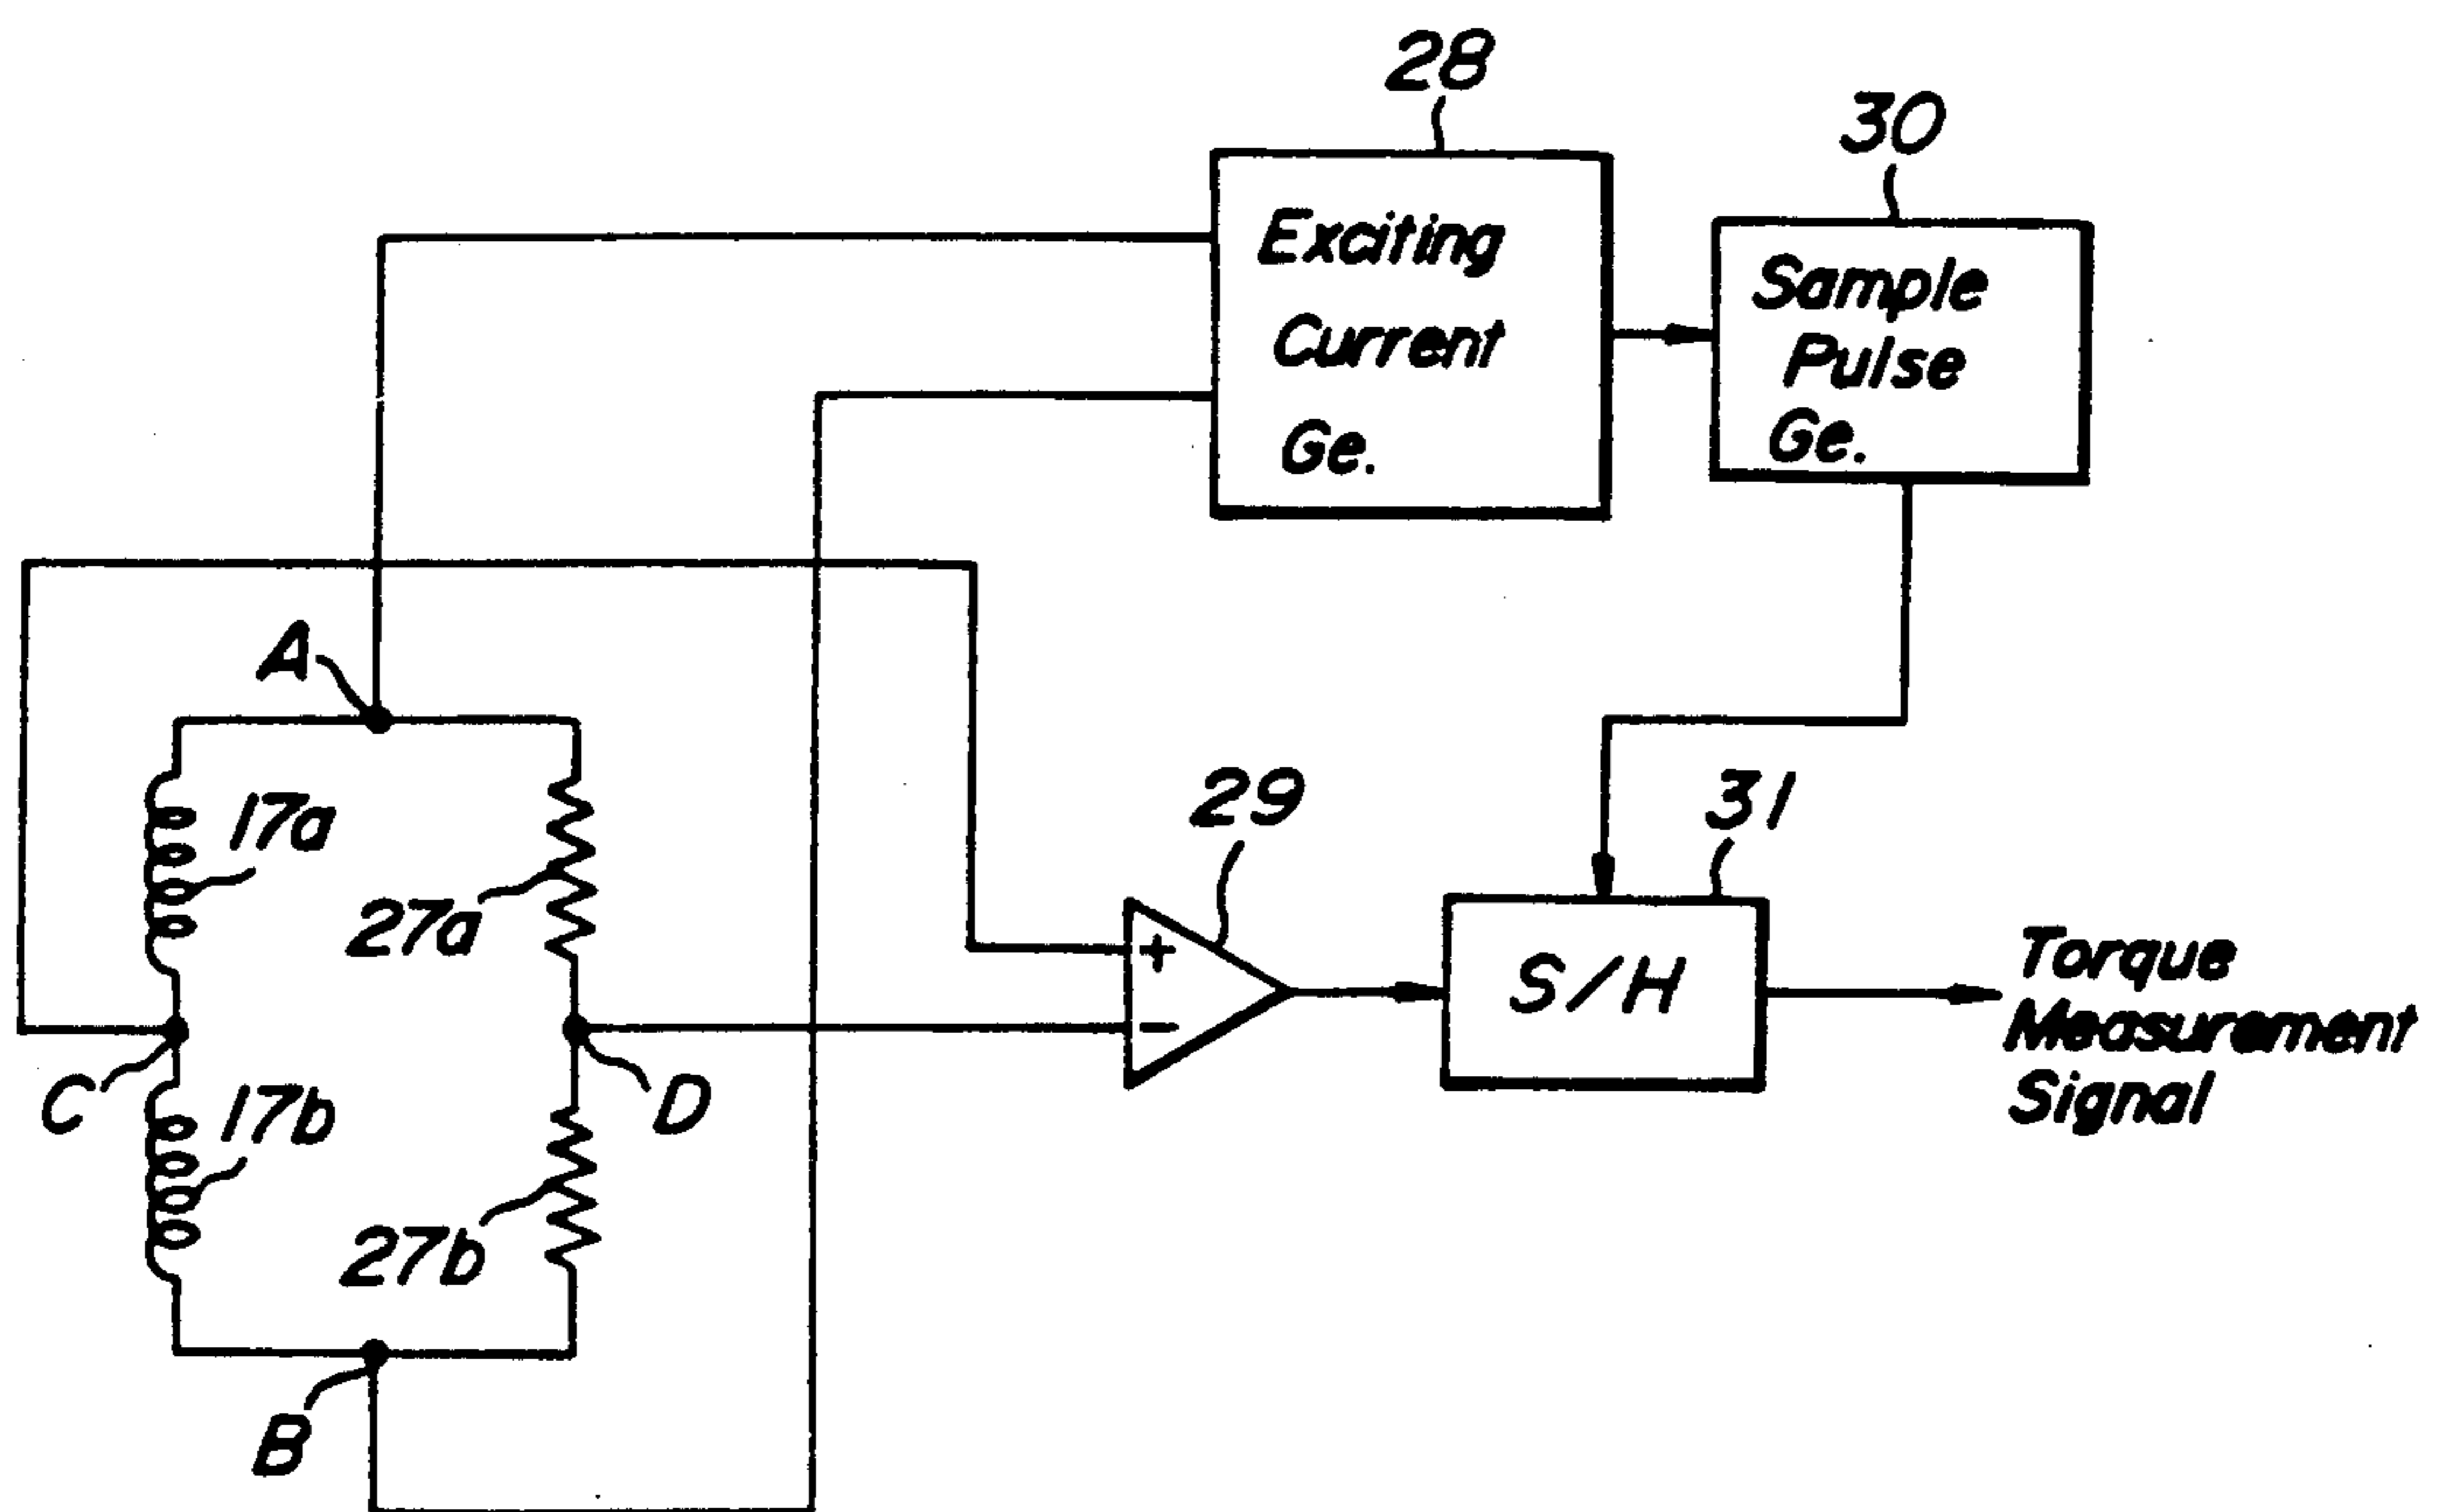 28
30
Exciting
Current
Ge.
Sample
Pulse
Ge.
A
17a
27a
29
31
+
S/H
Torque
Measurement
Signal
−
C
17b
D
27b
B